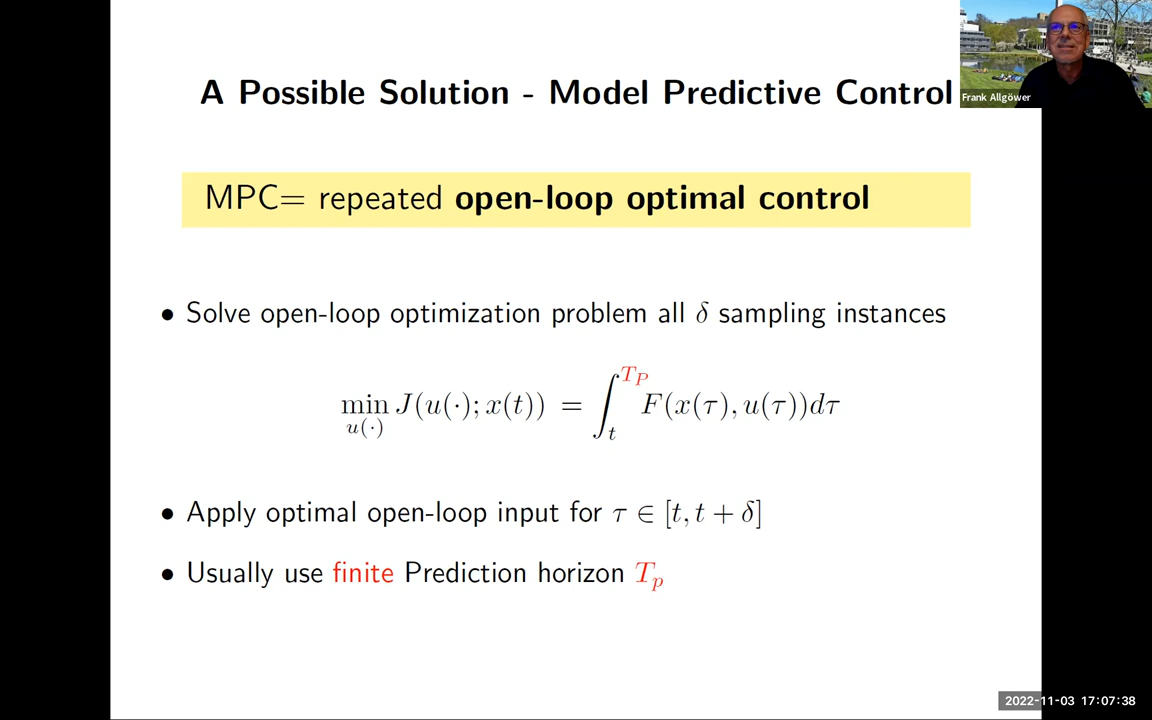 A Possible Solution - Model Predictive Control
Frank Allgöwer
MPC= repeated open-loop optimal control
• Solve open-loop optimization problem all δ sampling instances
min_{u(·)} J(u(·); x(t)) = ∫_t^{T_P} F(x(τ), u(τ))dτ
• Apply optimal open-loop input for τ ∈ [t, t + δ]
• Usually use finite Prediction horizon T_p
2022-11-03 17:07:38